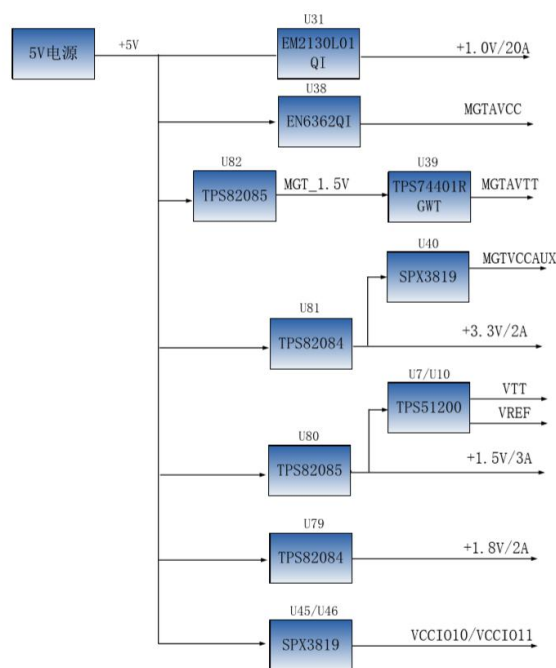 U31
5V电源
+5V
EM2130L01
QI
+1.0V/20A
U38
EN6362QI
MGTAVCC
U82
TPS82085
MGT_1.5V
U39
TPS74401R
GWT
MGTAVTT
U40
SPX3819
MGTVCCAUX
U81
TPS82084
+3.3V/2A
U7/U10
TPS51200
VTT
VREF
U80
TPS82085
+1.5V/3A
U79
TPS82084
+1.8V/2A
U45/U46
SPX3819
VCCIO10/VCCIO11